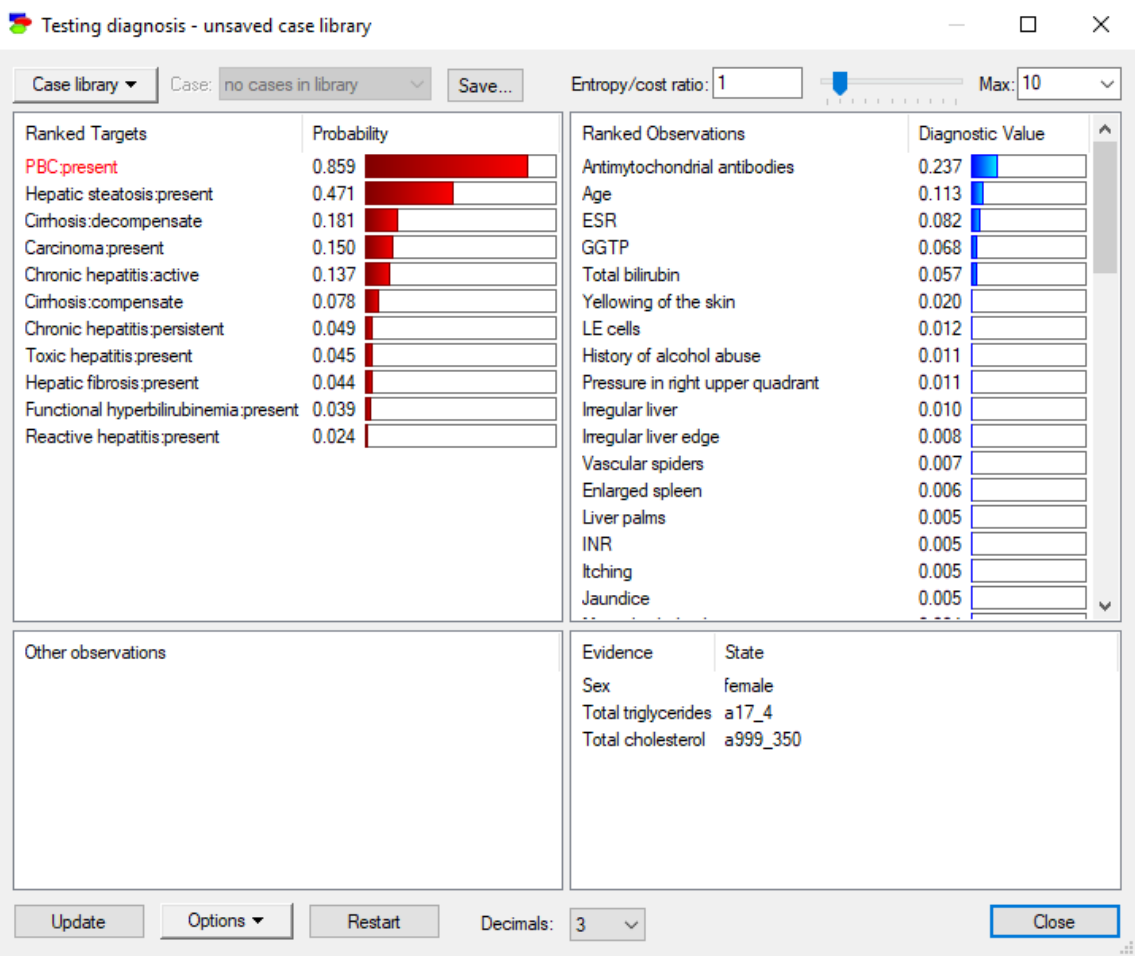 Testing diagnosis - unsaved case library
Case library Case: no cases in library Save... Entropy/cost ratio: 1 Max: 10
Ranked Targets Probability
PBC:present 0.859
Hepatic steatosis:present 0.471
Cirrhosis:decompensate 0.181
Carcinoma:present 0.150
Chronic hepatitis:active 0.137
Cirrhosis:compensate 0.078
Chronic hepatitis:persistent 0.049
Toxic hepatitis:present 0.045
Hepatic fibrosis:present 0.044
Functional hyperbilirubinemia:present 0.039
Reactive hepatitis:present 0.024
Ranked Observations Diagnostic Value
Antimytochondrial antibodies 0.237
Age 0.113
ESR 0.082
GGTP 0.068
Total bilirubin 0.057
Yellowing of the skin 0.020
LE cells 0.012
History of alcohol abuse 0.011
Pressure in right upper quadrant 0.011
Irregular liver 0.010
Irregular liver edge 0.008
Vascular spiders 0.007
Enlarged spleen 0.006
Liver palms 0.005
INR 0.005
Itching 0.005
Jaundice 0.005
Other observations
Evidence State
Sex female
Total triglycerides a17_4
Total cholesterol a999_350
Update Options Restart Decimals: 3 Close